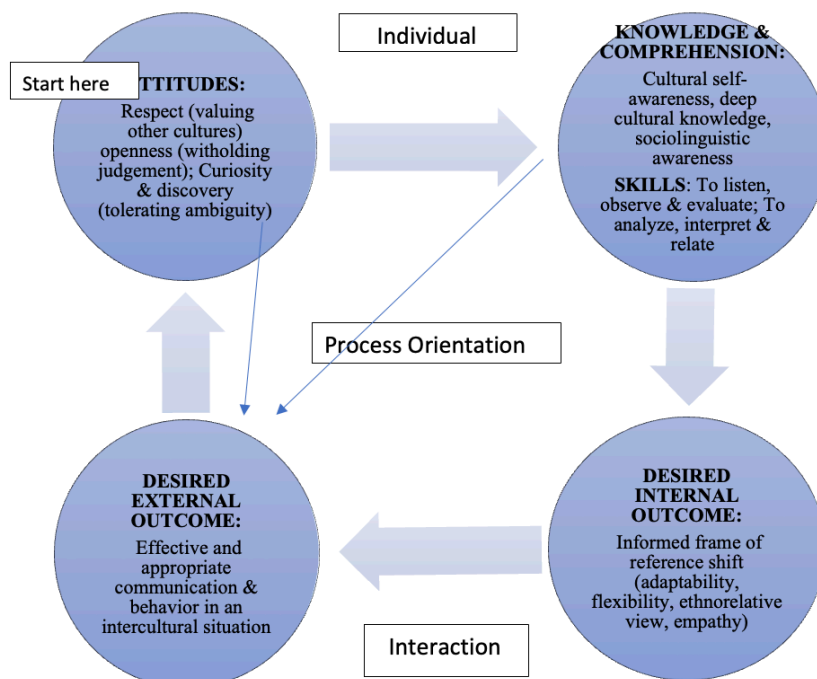 Individual
Start here
TTITUDES:
Respect (valuing
other cultures)
openness (witholding
judgement); Curiosity
& discovery
(tolerating ambiguity)
KNOWLEDGE &
COMPREHENSION:
Cultural self-
awareness, deep
cultural knowledge,
sociolinguistic
awareness
SKILLS: To listen,
observe & evaluate; To
analyze, interpret &
relate
Process Orientation
DESIRED
EXTERNAL
OUTCOME:
Effective and
appropriate
communication &
behavior in an
intercultural situation
DESIRED
INTERNAL
OUTCOME:
Informed frame of
reference shift
(adaptability,
flexibility, ethnorelative
view, empathy)
Interaction